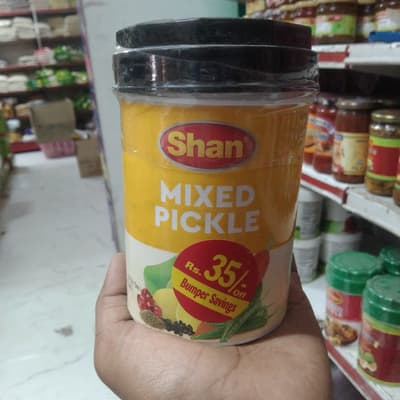 Shan
MIXED
PICKLE
Rs. 35/- Off
Bumper Savings